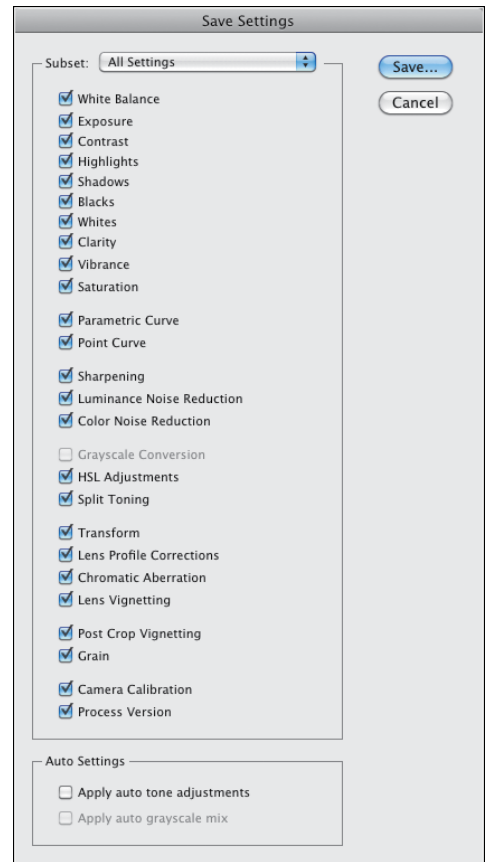 Save Settings
Subset: All Settings
Save...
Cancel
White Balance
Exposure
Contrast
Highlights
Shadows
Blacks
Whites
Clarity
Vibrance
Saturation
Parametric Curve
Point Curve
Sharpening
Luminance Noise Reduction
Color Noise Reduction
Grayscale Conversion
HSL Adjustments
Split Toning
Transform
Lens Profile Corrections
Chromatic Aberration
Lens Vignetting
Post Crop Vignetting
Grain
Camera Calibration
Process Version
Auto Settings
Apply auto tone adjustments
Apply auto grayscale mix